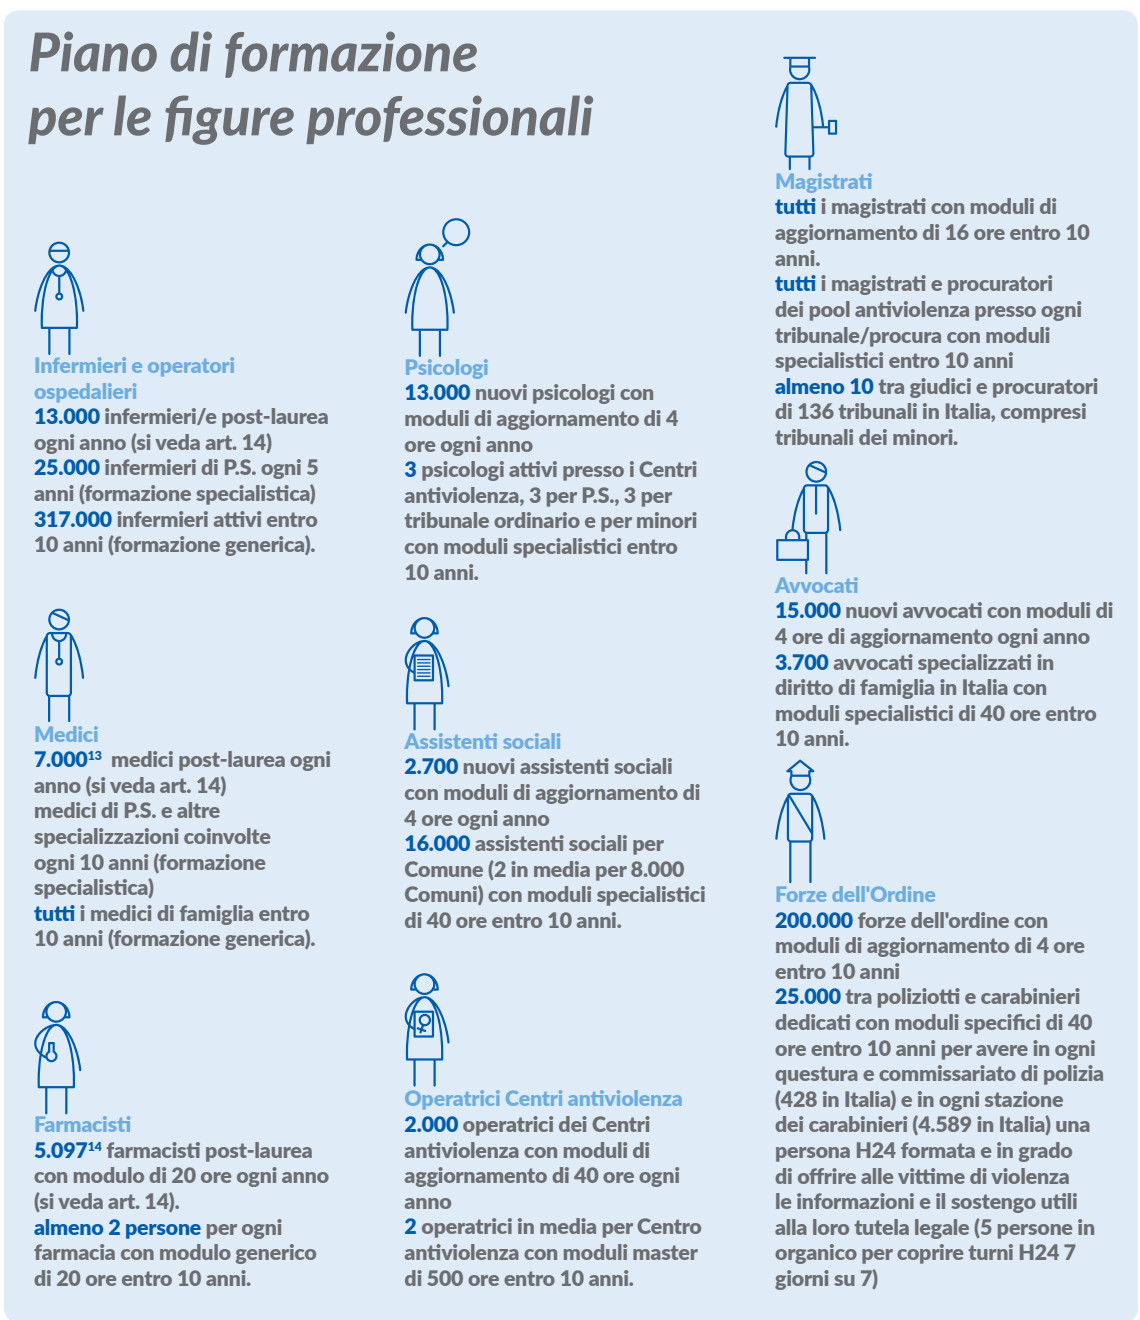 Piano di formazione
per le figure professionali
Infermieri e operatori
ospedalieri
13.000 infermieri/e post-laurea
ogni anno (si veda art. 14)
25.000 infermieri di P.S. ogni 5
anni (formazione specialistica)
317.000 infermieri attivi entro
10 anni (formazione generica).
Medici
7.000¹³ medici post-laurea ogni
anno (si veda art. 14)
medici di P.S. e altre
specializzazioni coinvolte
ogni 10 anni (formazione
specialistica)
tutti i medici di famiglia entro
10 anni (formazione generica).
Farmacisti
5.097¹⁴ farmacisti post-laurea
con modulo di 20 ore ogni anno
(si veda art. 14).
almeno 2 persone per ogni
farmacia con modulo generico
di 20 ore entro 10 anni.
Psicologi
13.000 nuovi psicologi con
moduli di aggiornamento di 4
ore ogni anno
3 psicologi attivi presso i Centri
antiviolenza, 3 per P.S., 3 per
tribunale ordinario e per minori
con moduli specialistici entro
10 anni.
Assistenti sociali
2.700 nuovi assistenti sociali
con moduli di aggiornamento di
4 ore ogni anno
16.000 assistenti sociali per
Comune (2 in media per 8.000
Comuni) con moduli specialistici
di 40 ore entro 10 anni.
Operatrici Centri antiviolenza
2.000 operatrici dei Centri
antiviolenza con moduli di
aggiornamento di 40 ore ogni
anno
2 operatrici in media per Centro
antiviolenza con moduli master
di 500 ore entro 10 anni.
Magistrati
tutti i magistrati con moduli di
aggiornamento di 16 ore entro 10
anni.
tutti i magistrati e procuratori
dei pool antiviolenza presso ogni
tribunale/procura con moduli
specialistici entro 10 anni
almeno 10 tra giudici e procuratori
di 136 tribunali in Italia, compresi
tribunali dei minori.
Avvocati
15.000 nuovi avvocati con moduli di
4 ore di aggiornamento ogni anno
3.700 avvocati specializzati in
diritto di famiglia in Italia con
moduli specialistici di 40 ore entro
10 anni.
Forze dell'Ordine
200.000 forze dell'ordine con
moduli di aggiornamento di 4 ore
entro 10 anni
25.000 tra poliziotti e carabinieri
dedicati con moduli specifici di 40
ore entro 10 anni per avere in ogni
questura e commissariato di polizia
(428 in Italia) e in ogni stazione
dei carabinieri (4.589 in Italia) una
persona H24 formata e in grado
di offrire alle vittime di violenza
le informazioni e il sostengo utili
alla loro tutela legale (5 persone in
organico per coprire turni H24 7
giorni su 7)